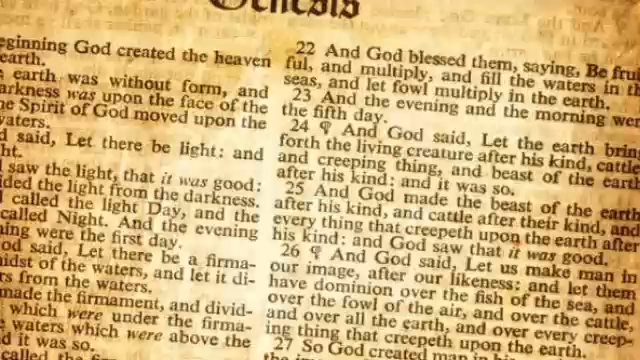 Genesis
eginning God created the heaven
earth.
earth was without form, and
arkness was upon the face of the
he Spirit of God moved upon the
waters.
d said, Let there be light: and
ht.
saw the light, that it was good:
ided the light from the darkness.
called the light Day, and the
called Night. And the evening
ning were the first day.
od said, Let there be a firma-
midst of the waters, and let it di-
rs from the waters.
made the firmament, and divid-
which were under the firma-
waters which were above the
d it was so.
called the fir
22 And God blessed them, saying, Be frui
ful, and multiply, and fill the waters in th
seas, and let fowl multiply in the earth.
23 And the evening and the morning wer
the fifth day.
24 ¶ And God said, Let the earth bring
forth the living creature after his kind, cattle
and creeping thing, and beast of the earth
after his kind: and it was so.
25 And God made the beast of the earth
after his kind, and cattle after their kind, and
every thing that creepeth upon the earth after
his kind: and God saw that it was good.
26 ¶ And God said, Let us make man in
our image, after our likeness: and let them
have dominion over the fish of the sea, and
over the fowl of the air, and over the cattle,
and over all the earth, and over every creep-
ing thing that creepeth upon the earth.
27 So God created man in his